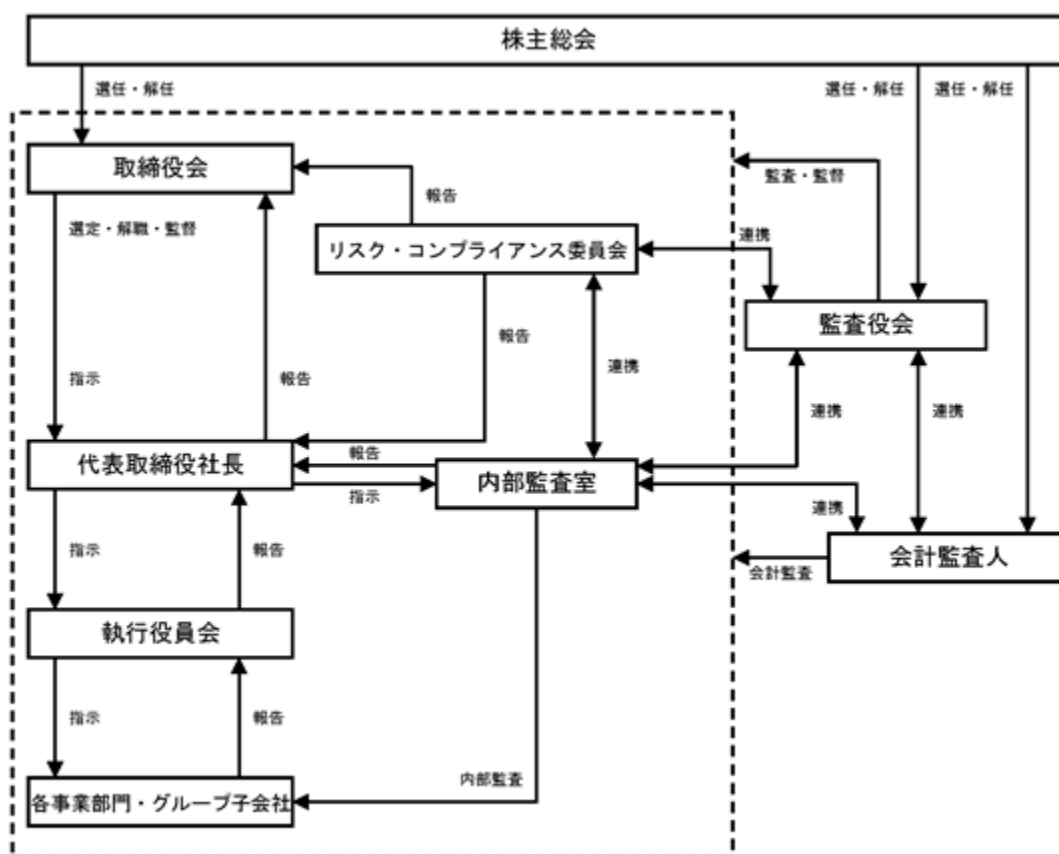 株主総会
選任・解任
選任・解任
選任・解任
取締役会
監査・監督
報告
選定・解職・監督
リスク・コンプライアンス委員会
連携
監査役会
報告
連携
指示
報告
連携
連携
代表取締役社長
報告
内部監査室
指示
連携
指示
報告
会計監査人
会計監査
執行役員会
指示
報告
内部監査
各事業部門・グループ子会社